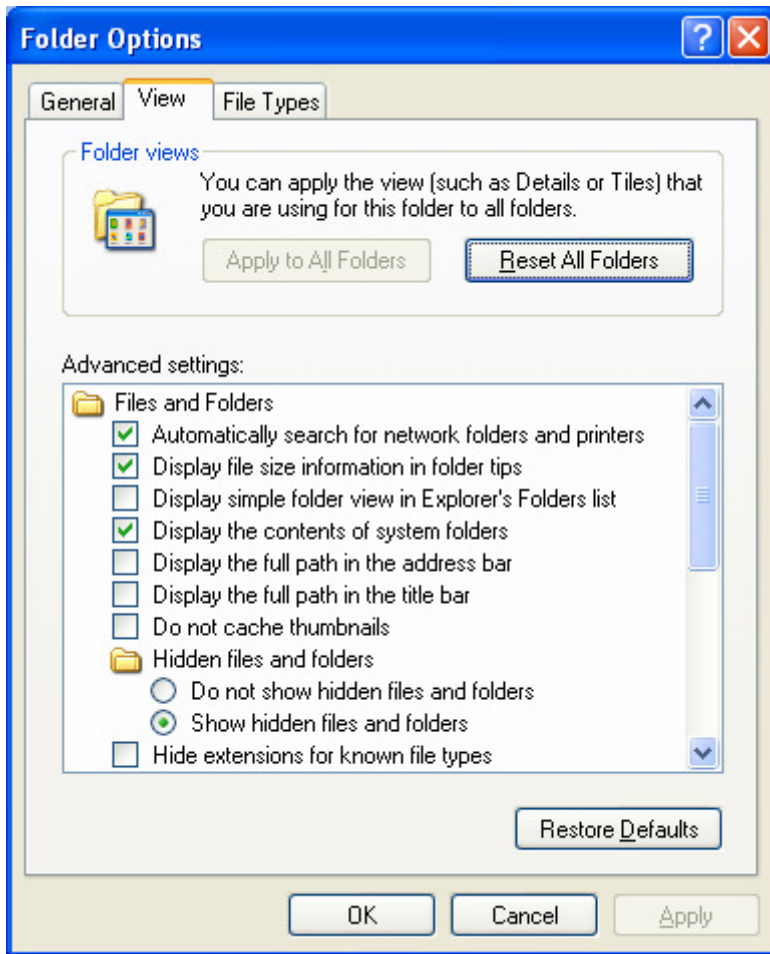 Folder Options
General View File Types
Folder views
You can apply the view (such as Details or Tiles) that
you are using for this folder to all folders.
Apply to All Folders Reset All Folders
Advanced settings:
Files and Folders
Automatically search for network folders and printers
Display file size information in folder tips
Display simple folder view in Explorer's Folders list
Display the contents of system folders
Display the full path in the address bar
Display the full path in the title bar
Do not cache thumbnails
Hidden files and folders
Do not show hidden files and folders
Show hidden files and folders
Hide extensions for known file types
Restore Defaults
OK Cancel Apply